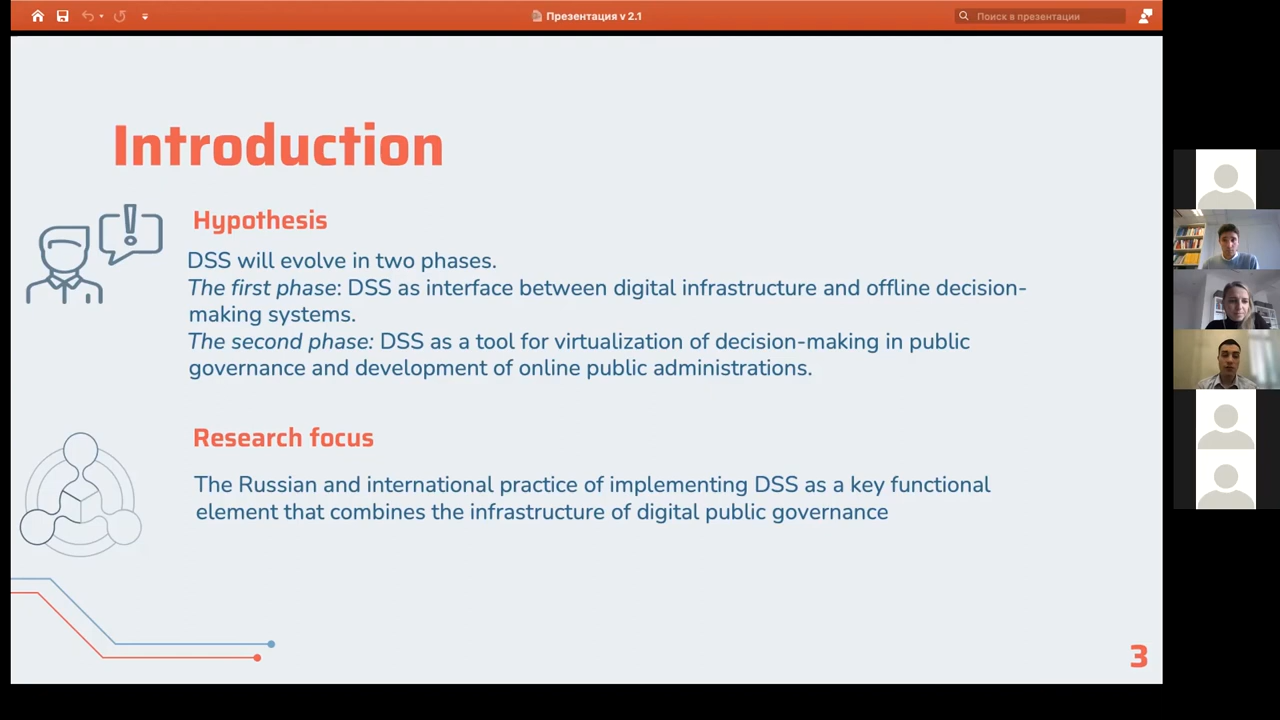 Презентация v 2.1
Поиск в презентации
Introduction
Hypothesis
DSS will evolve in two phases.
The first phase: DSS as interface between digital infrastructure and offline decision-
making systems.
The second phase: DSS as a tool for virtualization of decision-making in public
governance and development of online public administrations.
Research focus
The Russian and international practice of implementing DSS as a key functional
element that combines the infrastructure of digital public governance
3